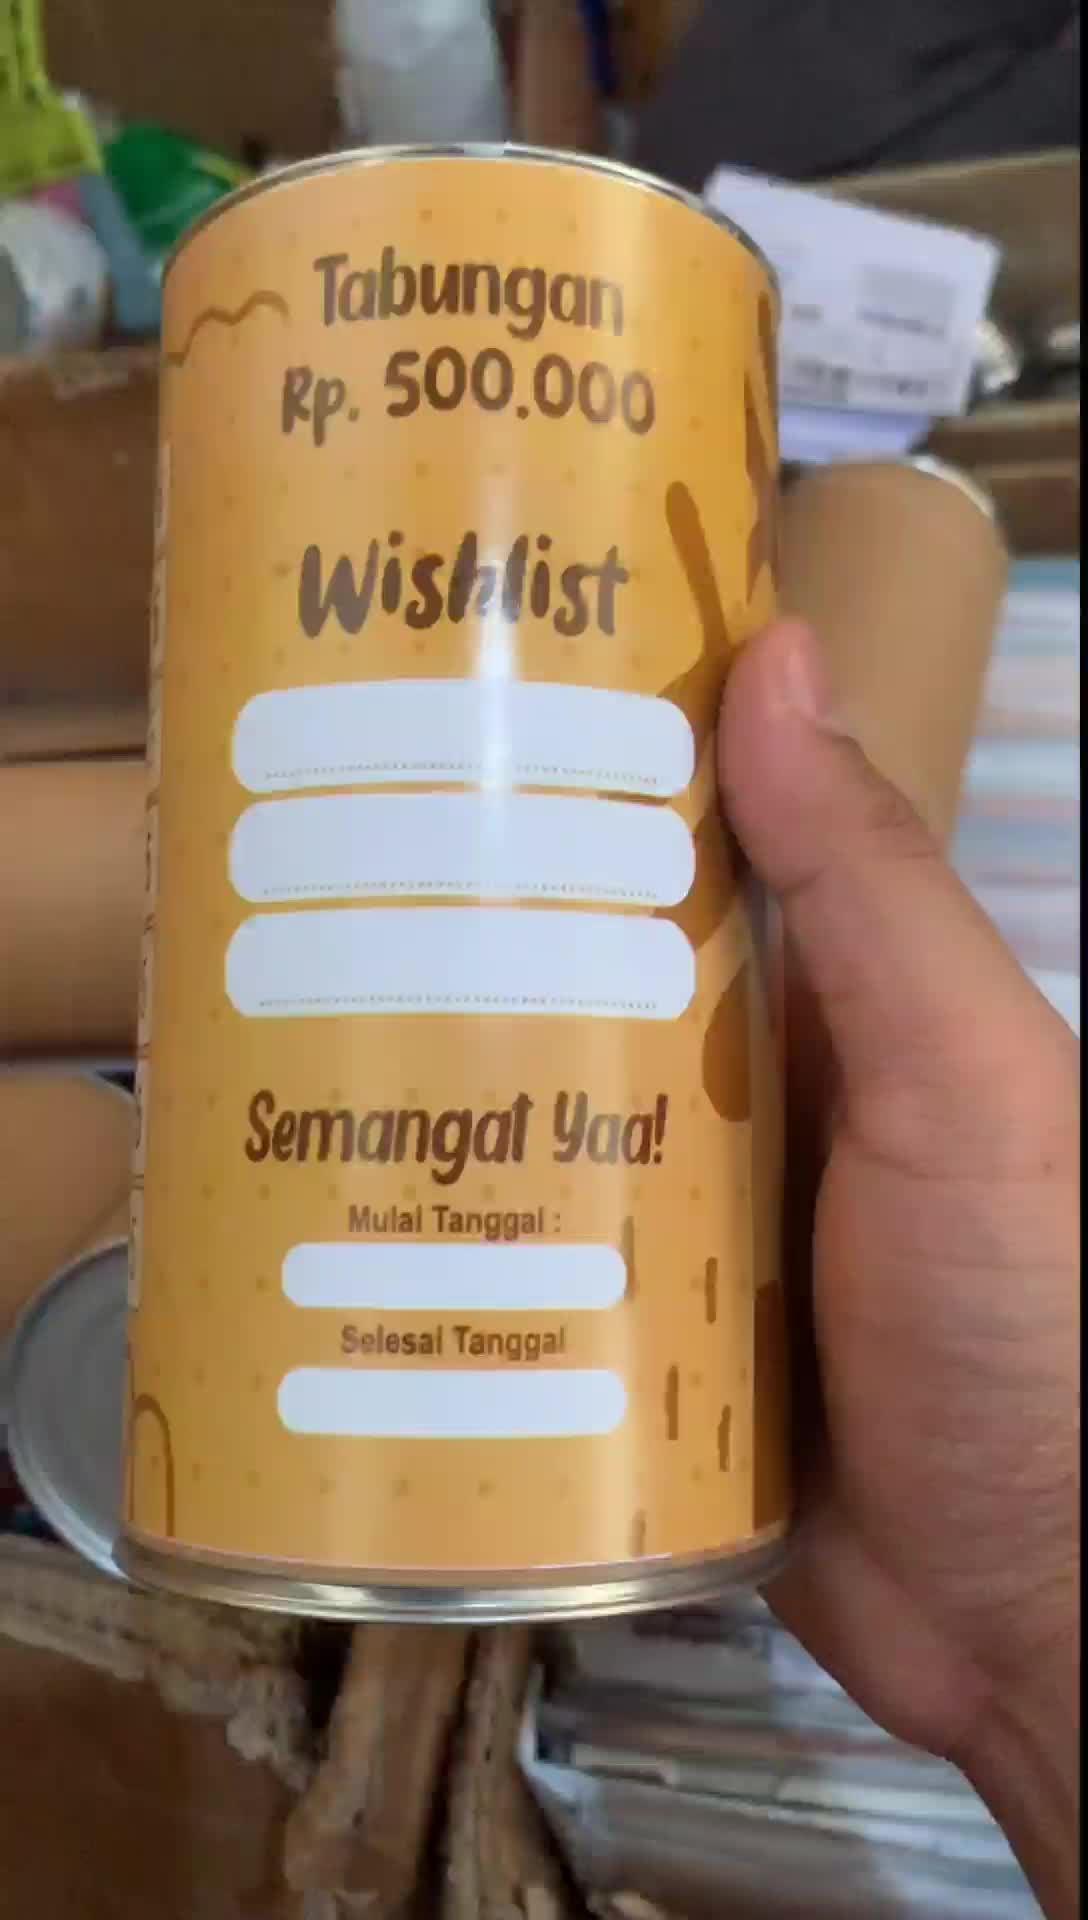 Tabungan
Rp. 500.000
Wishlist
Semangat Yaa!
Mulai Tanggal :
Selesai Tanggal